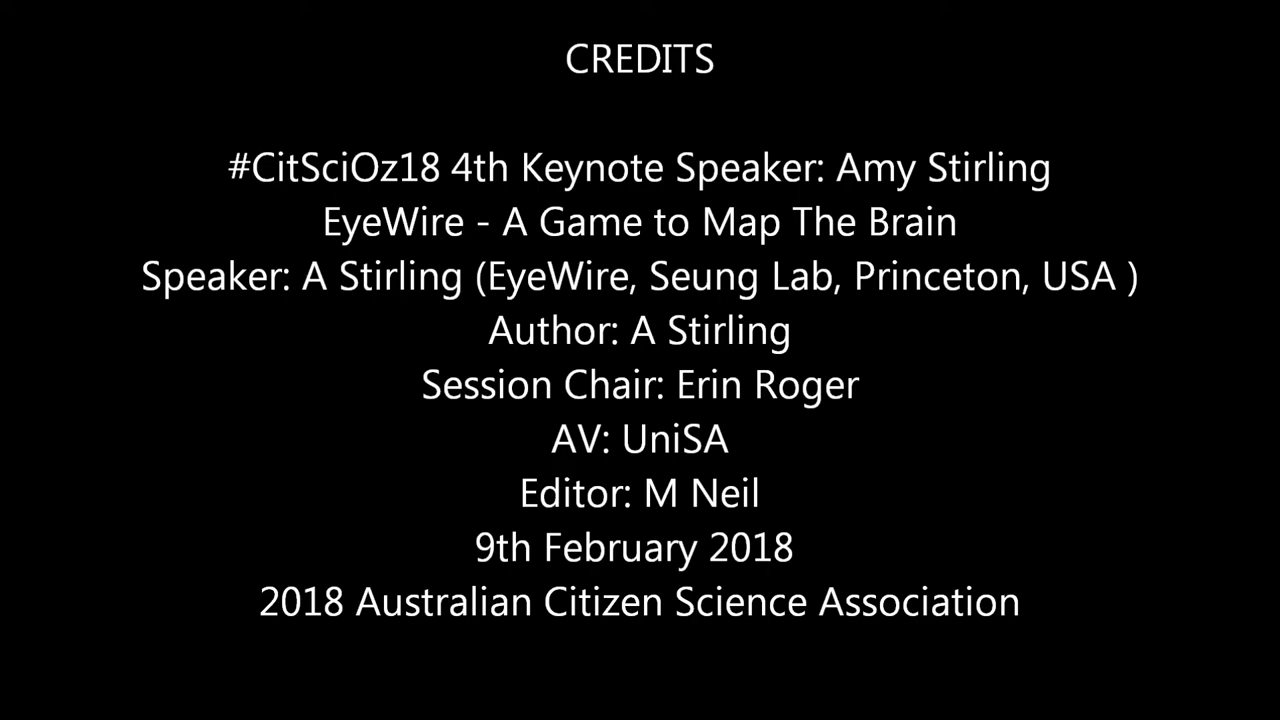 CREDITS
#CitSciOz18 4th Keynote Speaker: Amy Stirling
EyeWire - A Game to Map The Brain
Speaker: A Stirling (EyeWire, Seung Lab, Princeton, USA )
Author: A Stirling
Session Chair: Erin Roger
AV: UniSA
Editor: M Neil
9th February 2018
2018 Australian Citizen Science Association